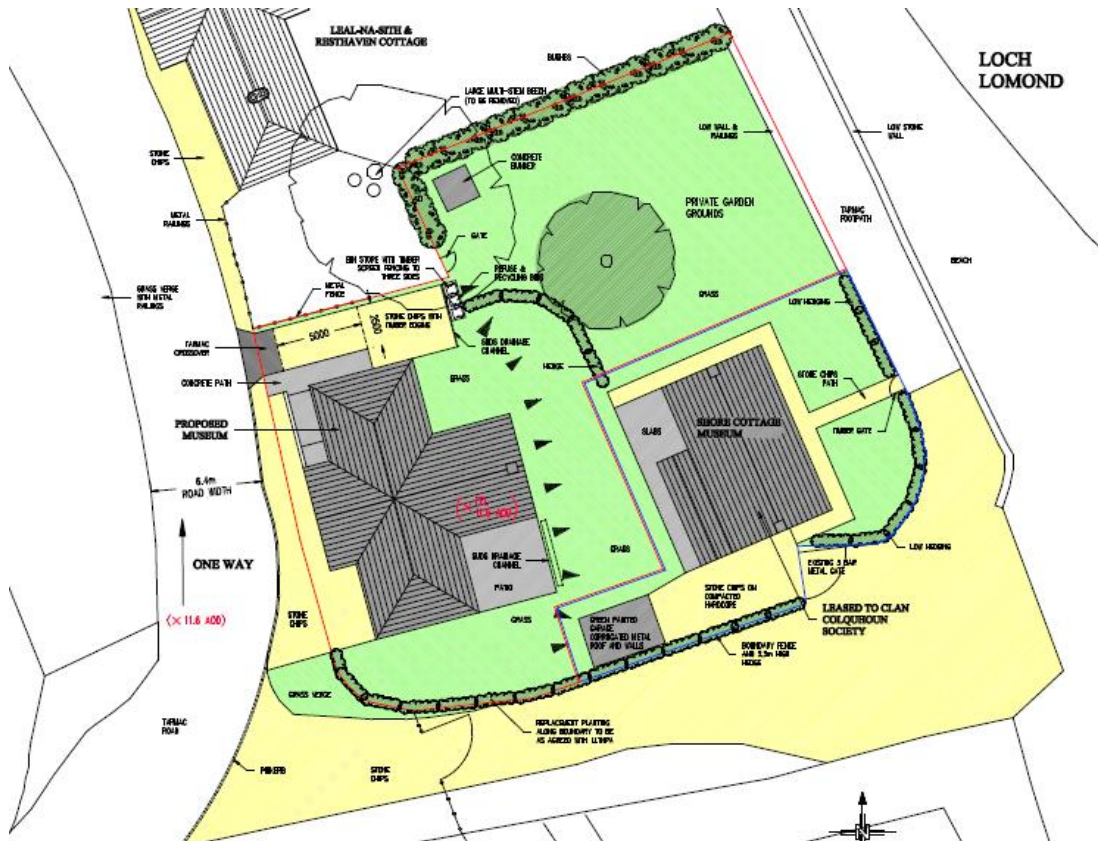 LEAL-NA-SITH &
RESTHAVEN COTTAGE
BUSHES
LOCH
LOMOND
LARGE MULTI-STEM BEECH
(TO BE REMOVED)
LOW WALL &
RAILINGS
LOW STONE
WALL
STONE
CHIPS
CONCRETE
BUNKER
PRIVATE GARDEN
GROUNDS
TARMAC
FOOTPATH
METAL
RAILINGS
GATE
BEACH
BIN STORE WITH TIMBER
SCREEN FENCING TO
THREE SIDES
REFUSE &
RECYCLING BINS
GRASS VERGE
WITH METAL
RAILINGS
METAL
FENCE
GRASS
LOW HEDGING
STONE CHIPS WITH
TIMBER EDGING
5000
2500
TARMAC
CROSSOVER
SUDS DRAINAGE
CHANNEL
HEDGE
CONCRETE PATH
GRASS
STONE CHIPS
PATH
PROPOSED
MUSEUM
SLABS
SHORE COTTAGE
MUSEUM
TIMBER GATE
6.4m
ROAD WIDTH
11.6 AOD)
SUDS DRAINAGE
CHANNEL
GRASS
LOW HEDGING
ONE WAY
PATIO
EXISTING 5 BAR
METAL GATE
STONE CHIPS ON
COMPACTED
HARDCORE
LEASED TO CLAN
COLQUHOUN
SOCIETY
(× 11.6 AOD)
STONE
CHIPS
GRASS
GREEN PAINTED
GARAGE
CORRUGATED METAL
ROOF AND WALLS
BOUNDARY FENCE
HIGH
HEDGE
GRASS VERGE
TARMAC
ROAD
REPLACEMENT PLANTING
ALONG BOUNDARY TO BE
AS AGREED WITH LLTNPA
STONE
CHIPS
N